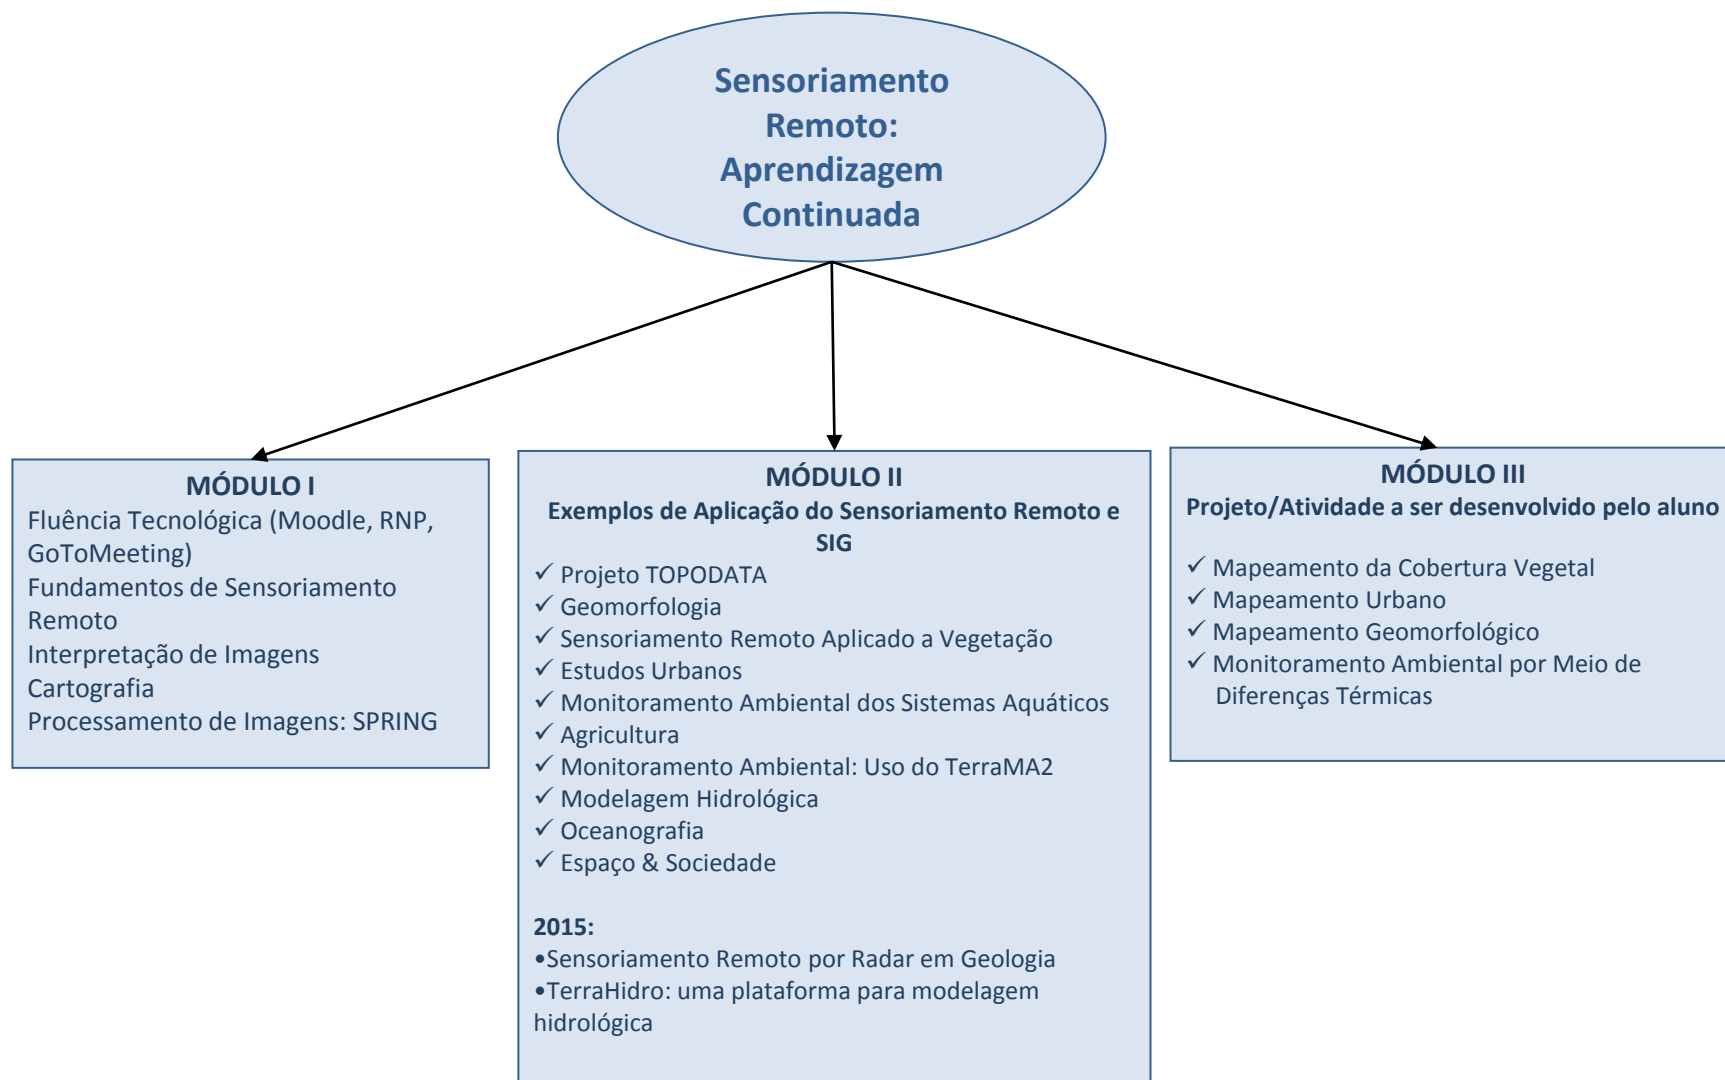 Sensoriamento
Remoto:
Aprendizagem
Continuada
MÓDULO I
Fluência Tecnológica (Moodle, RNP,
GoToMeeting)
Fundamentos de Sensoriamento
Remoto
Interpretação de Imagens
Cartografia
Processamento de Imagens: SPRING
MÓDULO II
Exemplos de Aplicação do Sensoriamento Remoto e
SIG
✓ Projeto TOPODATA
✓ Geomorfologia
✓ Sensoriamento Remoto Aplicado a Vegetação
✓ Estudos Urbanos
✓ Monitoramento Ambiental dos Sistemas Aquáticos
✓ Agricultura
✓ Monitoramento Ambiental: Uso do TerraMA2
✓ Modelagem Hidrológica
✓ Oceanografia
✓ Espaço & Sociedade
2015:
•Sensoriamento Remoto por Radar em Geologia
•TerraHidro: uma plataforma para modelagem
hidrológica
MÓDULO III
Projeto/Atividade a ser desenvolvido pelo aluno
✓ Mapeamento da Cobertura Vegetal
✓ Mapeamento Urbano
✓ Mapeamento Geomorfológico
✓ Monitoramento Ambiental por Meio de
Diferenças Térmicas